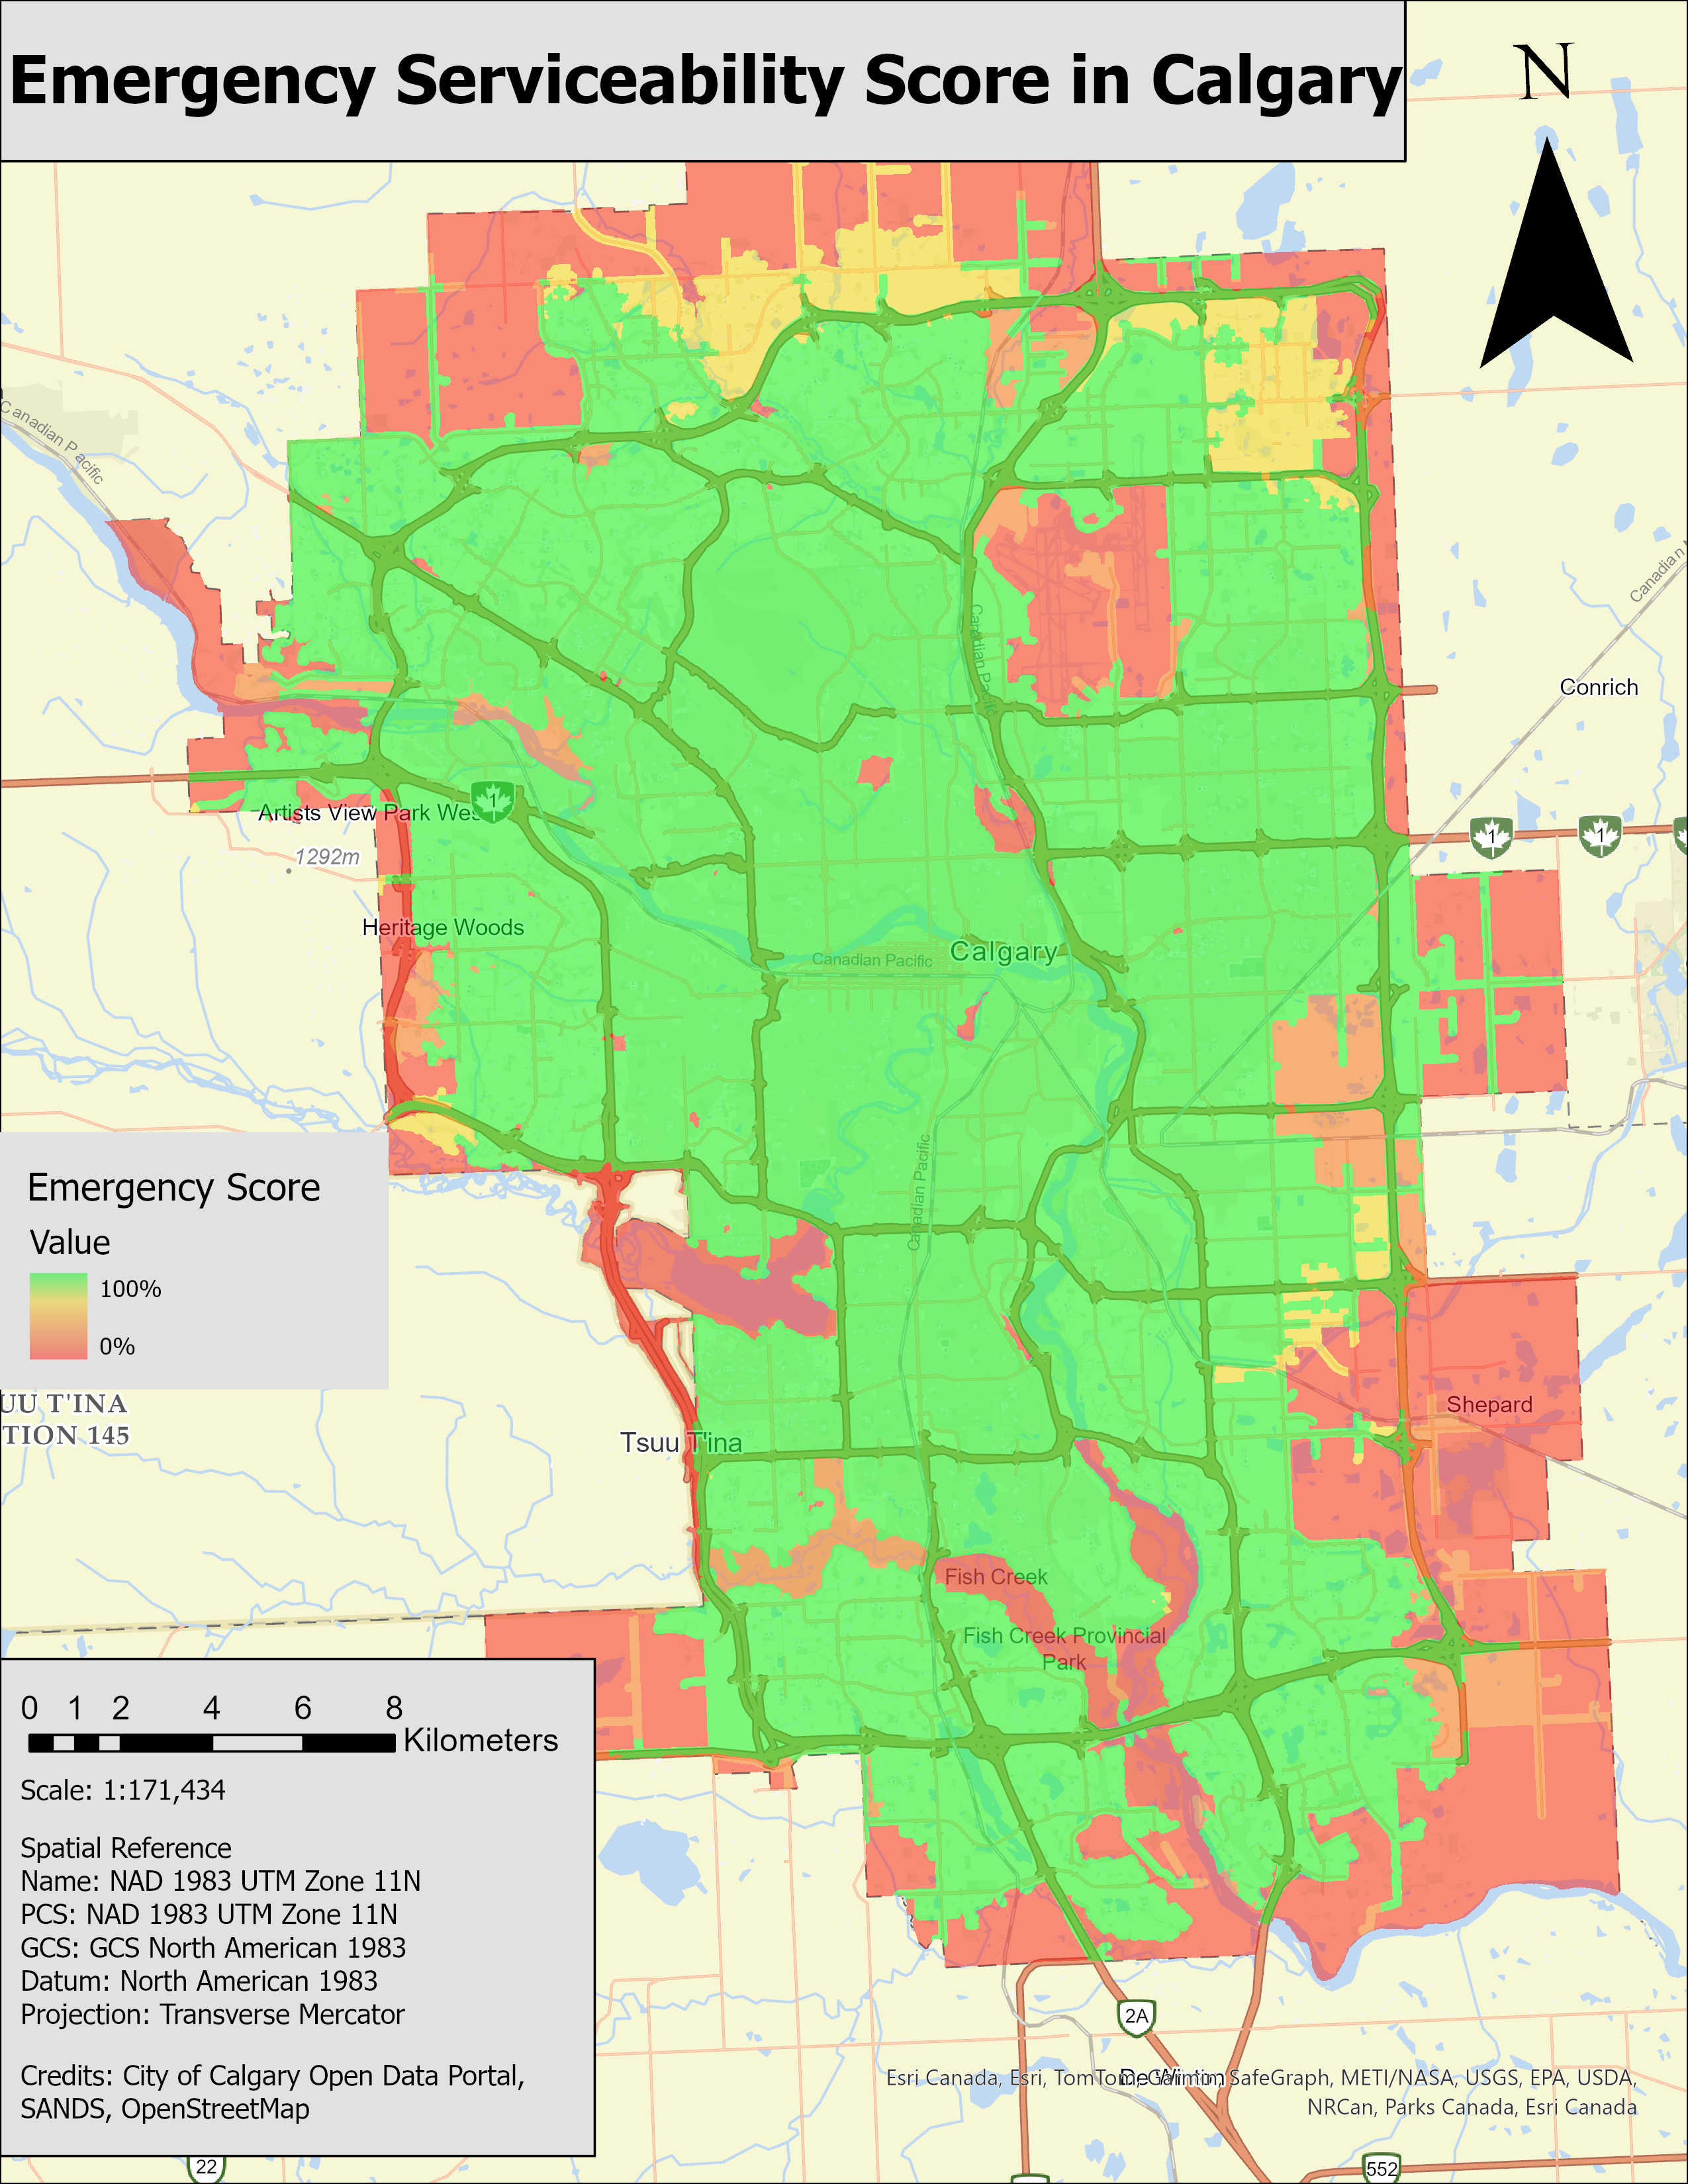 Emergency Serviceability Score in Calgary
N
Canadian Pacific
Canadian
Canadian Pacific
Conrich
1
1
1
Artists View Park Wes
1292m
Heritage Woods
Calgary
Canadian Pacific
Canadian Pacific
Emergency Score
Value
100%
0%
UU T'INA
TION 145
Shepard
Tsuu T'ina
Fish Creek
Fish Creek Provincial
Park
0 1 2 4 6 8
Kilometers
Scale: 1:171,434
Spatial Reference
Name: NAD 1983 UTM Zone 11N
PCS: NAD 1983 UTM Zone 11N
GCS: GCS North American 1983
Datum: North American 1983
Projection: Transverse Mercator
Credits: City of Calgary Open Data Portal,
SANDS, OpenStreetMap
2A
De Winton
Esri Canada, Esri, TomTom, Garmin, SafeGraph, METI/NASA, USGS, EPA, USDA,
NRCan, Parks Canada, Esri Canada
22
552